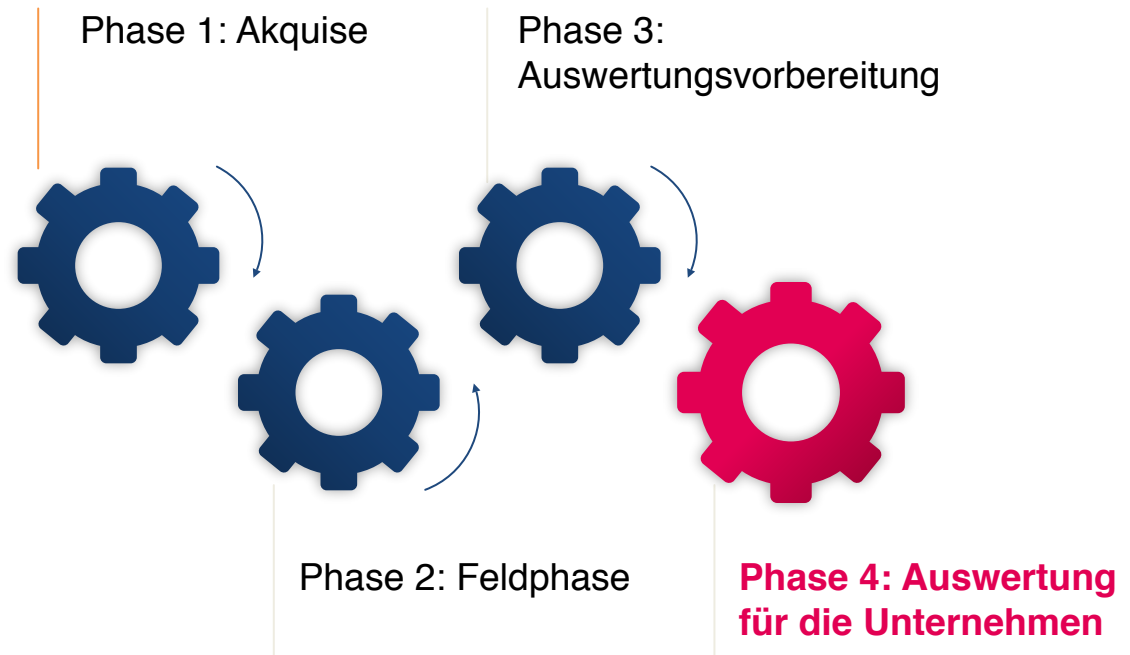 Phase 1: Akquise
Phase 2: Feldphase
Phase 3:
Auswertungsvorbereitung
Phase 4: Auswertung
für die Unternehmen